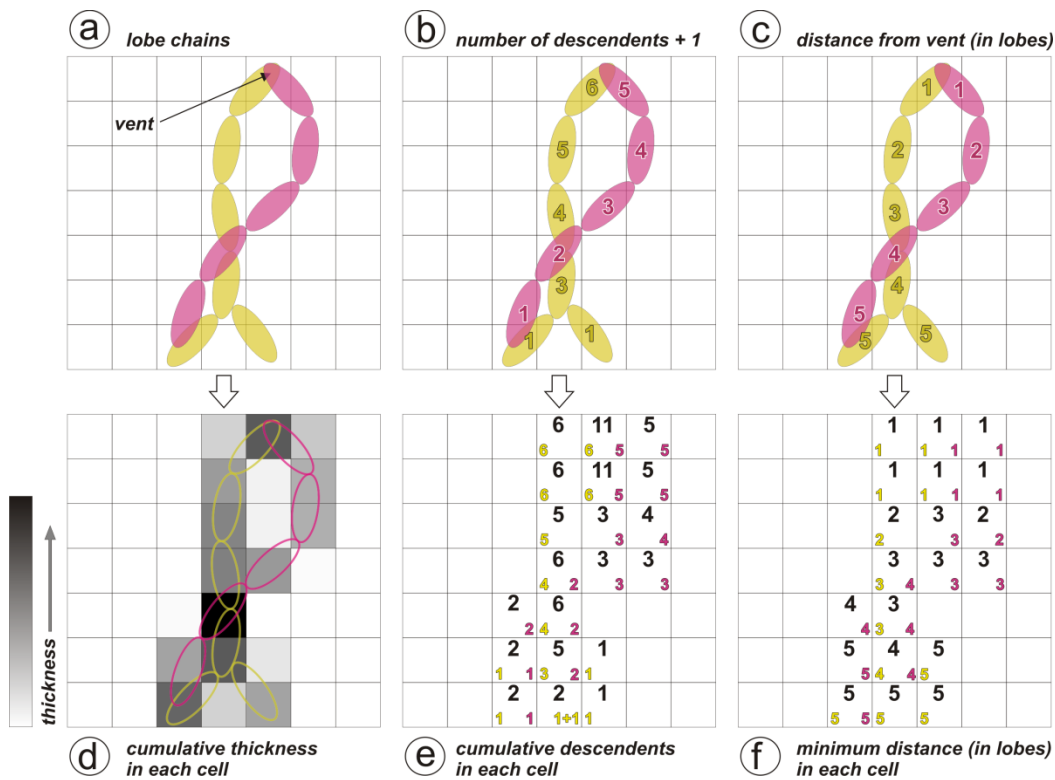 a lobe chains
b number of descendents + 1
c distance from vent (in lobes)
vent
6 5
5 4
4 3
2
3
1
1 1
1 1
2 2
3 3
4
4
5
5 5
thickness
6 11 5
6 6 5 5
6 11 5
6 6 5 5
5 3 4
5 3 4
6 3 3
4 2 3 3
2 6
2 4 2
2 5 1
1 1 3 2 1
2 2 1
1 1 1+1 1
1 1 1
1 1 1 1
1 1 1
1 1 1 1
2 3 2
2 3 2
3 3 3
3 4 3 3
4 3
4 3 4
5 4 5
5 4 4 5
5 5 5
5 5 5 5
d cumulative thickness
in each cell
e cumulative descendents
in each cell
f minimum distance (in lobes)
in each cell